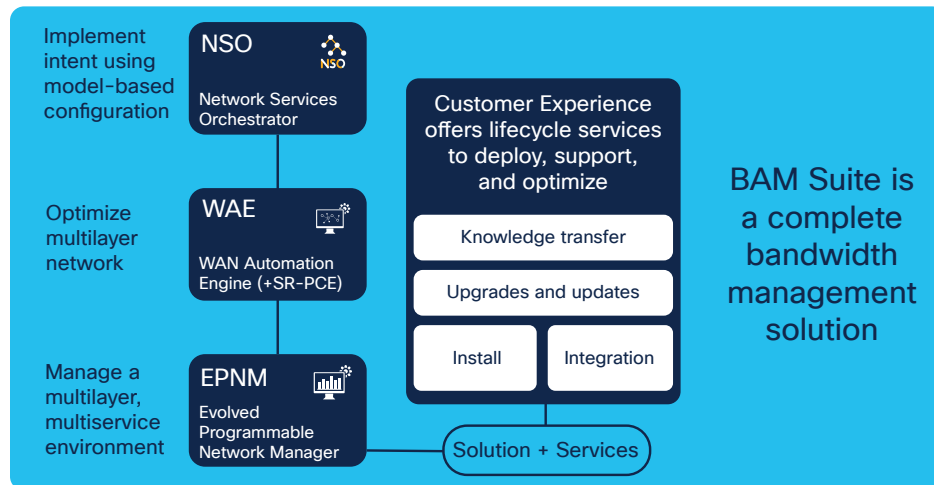 Implement
intent using
model-based
configuration
NSO
NSO
Network Services
Orchestrator
Optimize
multilayer
network
WAE
WAN Automation
Engine (+SR-PCE)
Manage a
multilayer,
multiservice
environment
EPNM
Evolved
Programmable
Network Manager
Customer Experience
offers lifecycle services
to deploy, support,
and optimize
Knowledge transfer
Upgrades and updates
Install
Integration
Solution + Services
BAM Suite is
a complete
bandwidth
management
solution